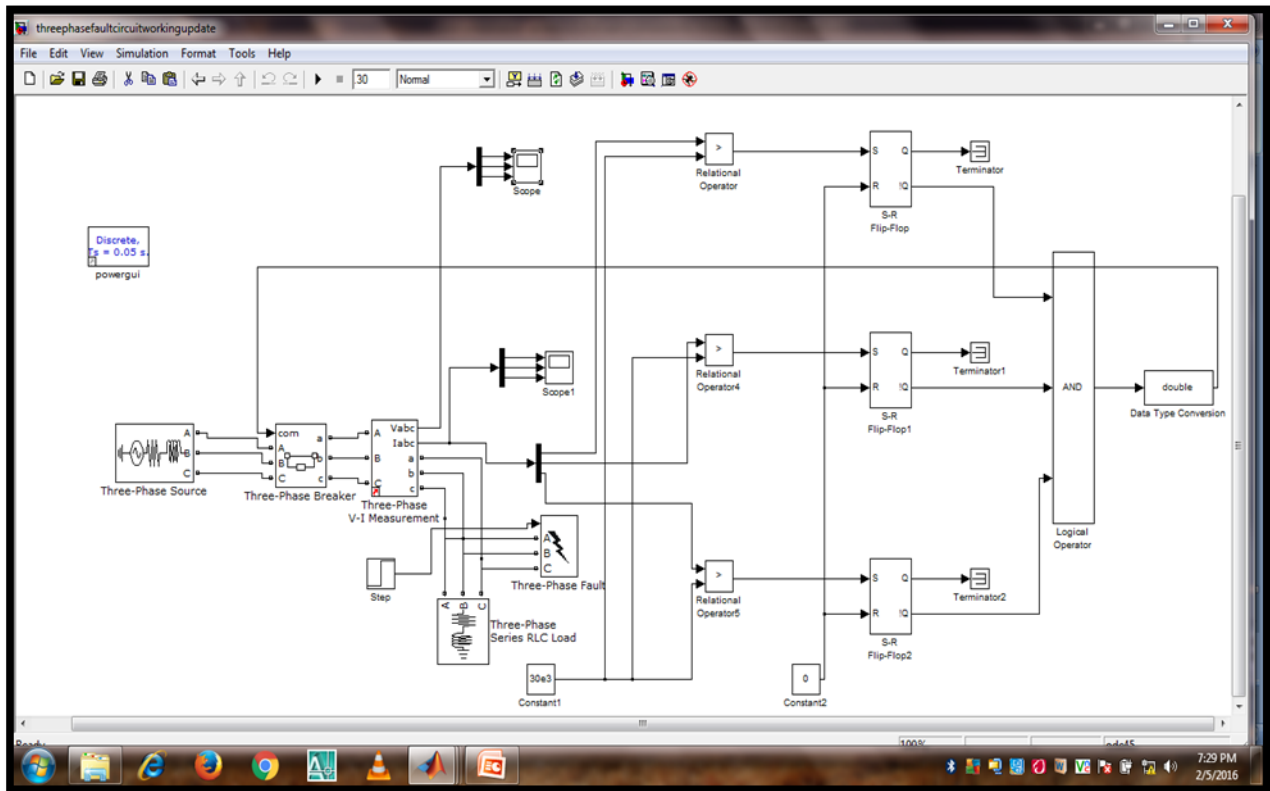 threephasefaultcircuitworkingupdate
File Edit View Simulation Format Tools Help
30 Normal
Scope
>
Relational
Operator
S Q
R !Q
S-R
Flip-Flop
Terminator
Discrete,
Ts = 0.05 s.
powergui
Scope1
>
Relational
Operator4
S Q
R !Q
S-R
Flip-Flop1
Terminator1
AND
Logical
Operator
double
Data Type Conversion
A
B
C
Three-Phase Source
com
A
B
C
a
b
c
Three-Phase Breaker
A
B
C
Vabc
Iabc
a
b
c
Three-Phase
V-I Measurement
A
B
C
Three-Phase Fault
Step
A B C
Three-Phase
Series RLC Load
>
Relational
Operator5
S Q
R !Q
S-R
Flip-Flop2
Terminator2
30e3
Constant1
0
Constant2
Ready 100% ode45
7:29 PM
2/5/2016